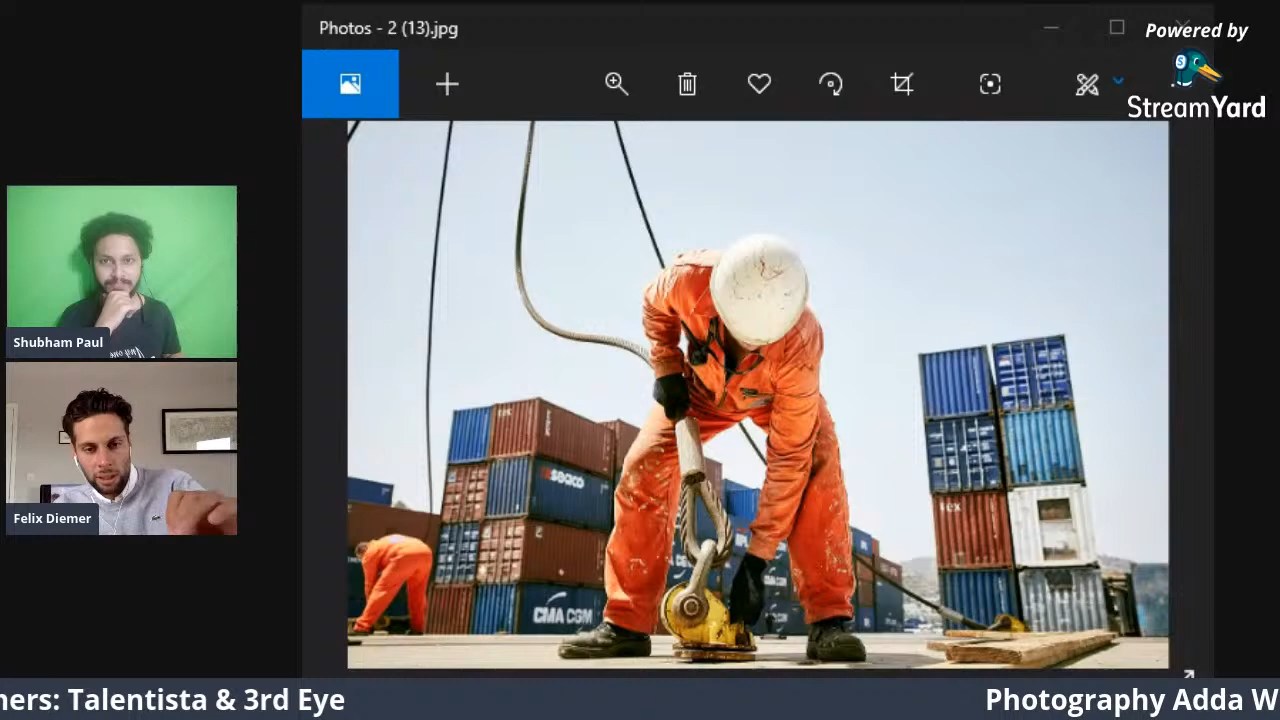 Photos - 2 (13).jpg
Powered by
StreamYard
Shubham Paul
Felix Diemer
SeaCo
CMA CGM
ners: Talentista & 3rd Eye
Photography Adda W